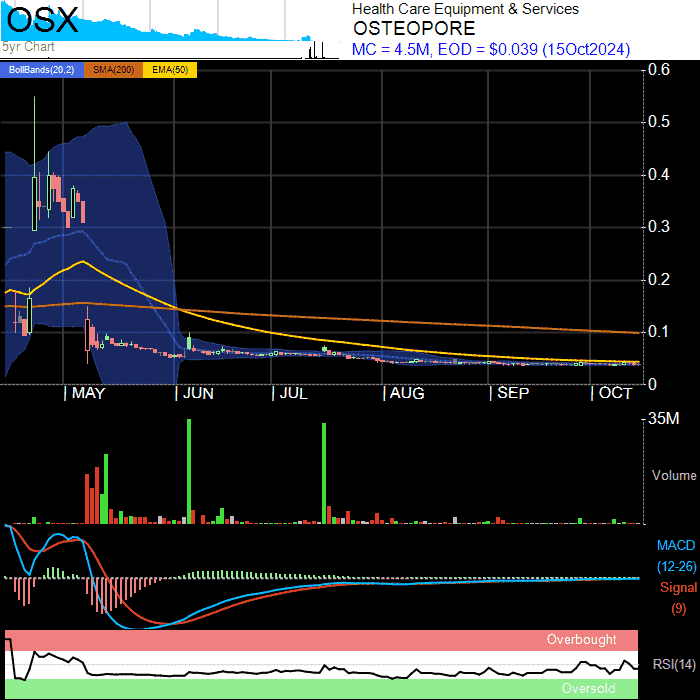 OSX
5yr Chart
Health Care Equipment & Services
OSTEOPORE
MC = 4.5M, EOD = $0.039 (15Oct2024)
BollBands(20,2) SMA(200) EMA(50)
0.6
0.5
0.4
0.3
0.2
0.1
0
| MAY | JUN | JUL | AUG | SEP | OCT
35M
Volume
MACD
(12-26)
Signal
(9)
Overbought
RSI(14)
Oversold